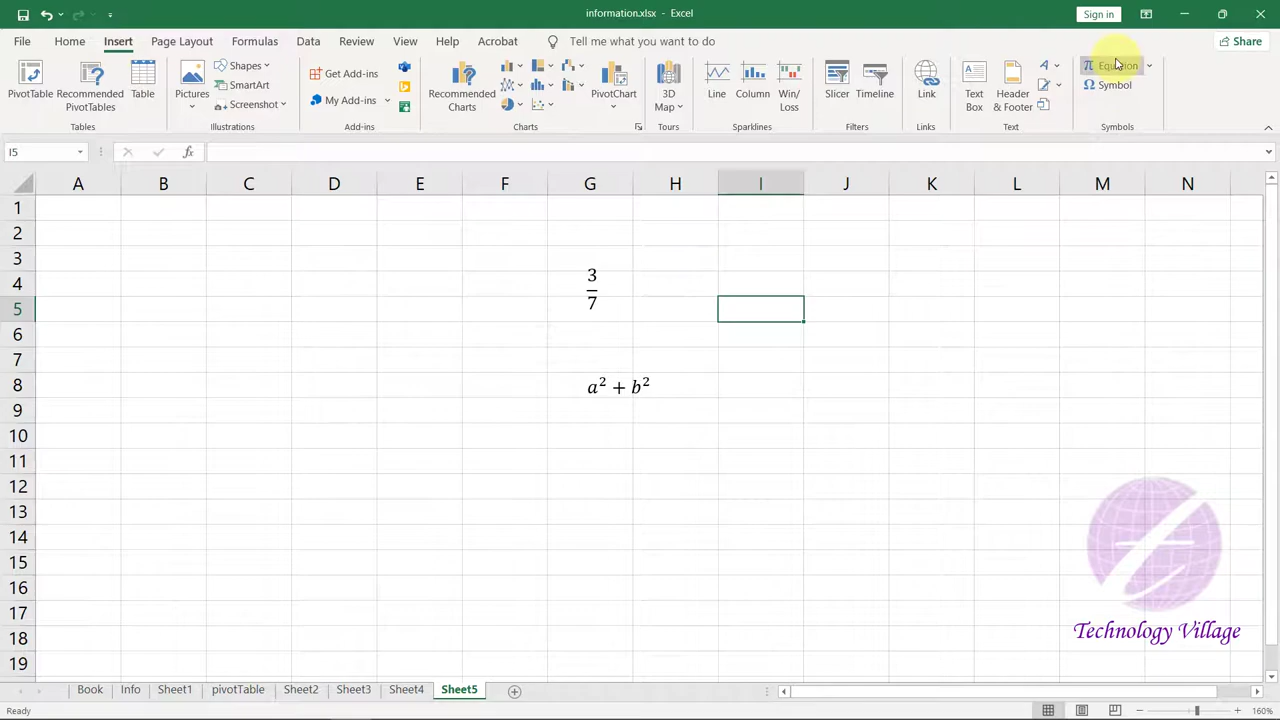 information.xlsx - Excel
Sign in
File Home Insert Page Layout Formulas Data Review View Help Acrobat Tell me what you want to do Share
PivotTable Recommended PivotTables Table
Tables
Pictures Shapes SmartArt Screenshot
Illustrations
Get Add-ins My Add-ins
Add-ins
Recommended Charts PivotChart
Charts
3D Map
Tours
Line Column Win/Loss
Sparklines
Slicer Timeline
Filters
Link
Links
Text Box Header & Footer
Text
π Equation
Ω Symbol
Symbols
I5 fx
A B C D E F G H I J K L M N
1
2
3
4
5
6
7
8
9
10
11
12
13
14
15
16
17
18
19
3
7
a² + b²
Technology Village
Book Info Sheet1 pivotTable Sheet2 Sheet3 Sheet4 Sheet5
Ready
160%